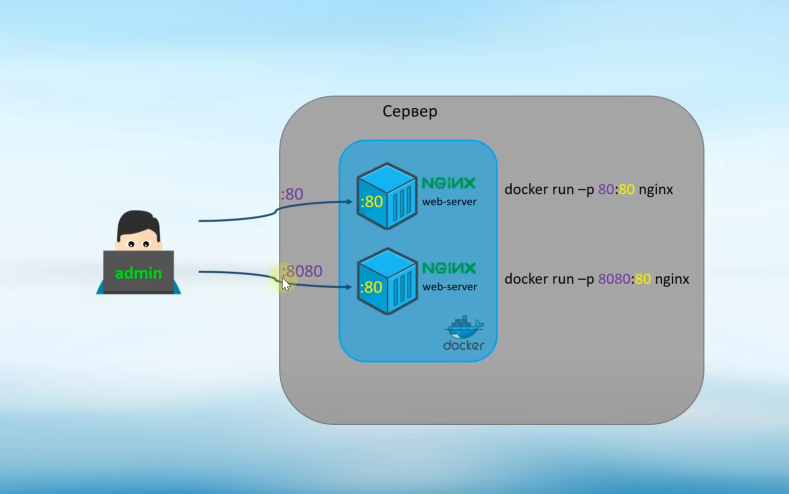 Сервер
:80
:80
NGINX
web-server
docker run –p 80:80 nginx
admin
:8080
:80
NGINX
web-server
docker run –p 8080:80 nginx
docker